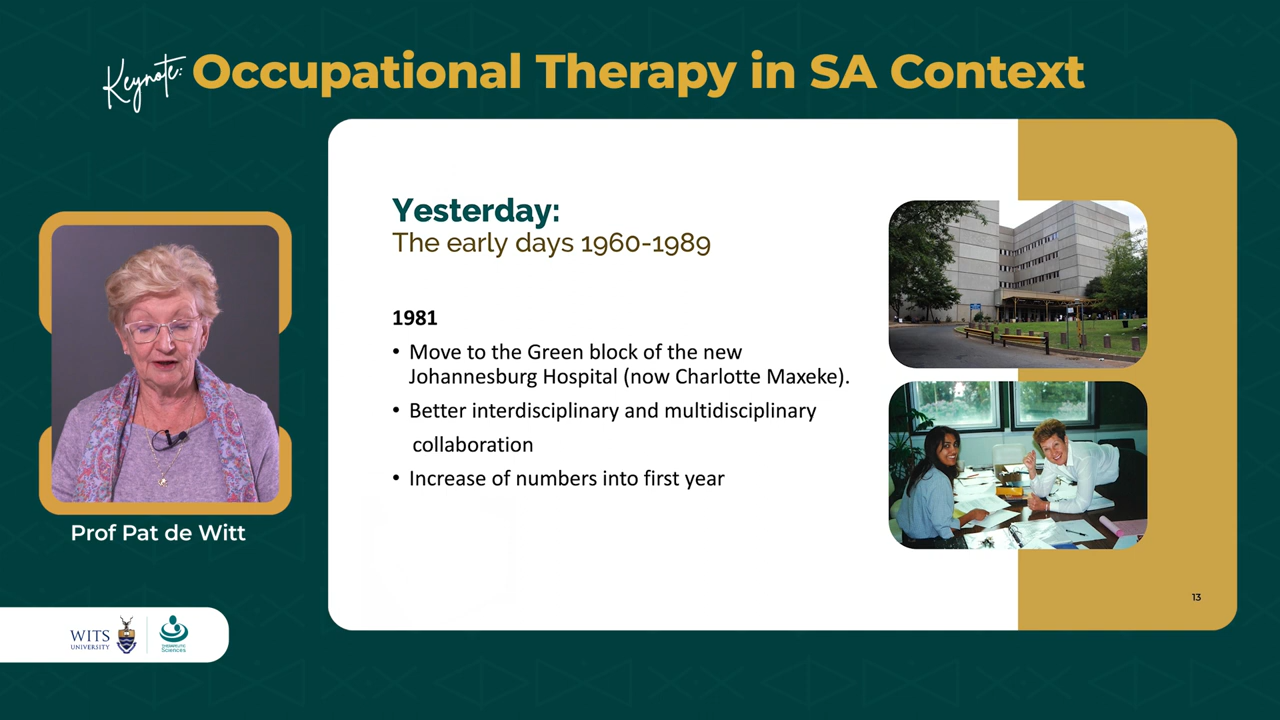 Keynote: Occupational Therapy in SA Context
Yesterday:
The early days 1960-1989
1981
• Move to the Green block of the new
Johannesburg Hospital (now Charlotte Maxeke).
• Better interdisciplinary and multidisciplinary
collaboration
• Increase of numbers into first year
13
Prof Pat de Witt
WITS
UNIVERSITY
THERAPEUTIC
Sciences